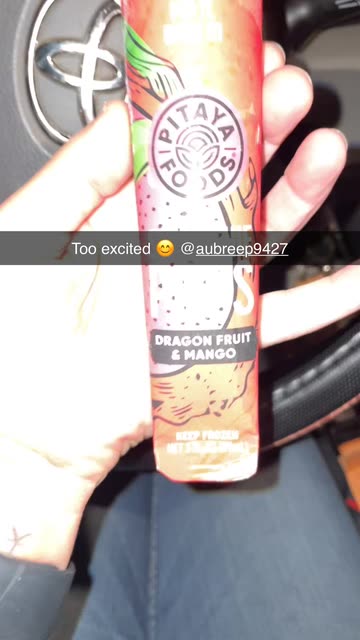 PITAYA
FOODS
Too excited 😊 @aubreep9427
S
DRAGON FRUIT
& MANGO
KEEP FROZEN